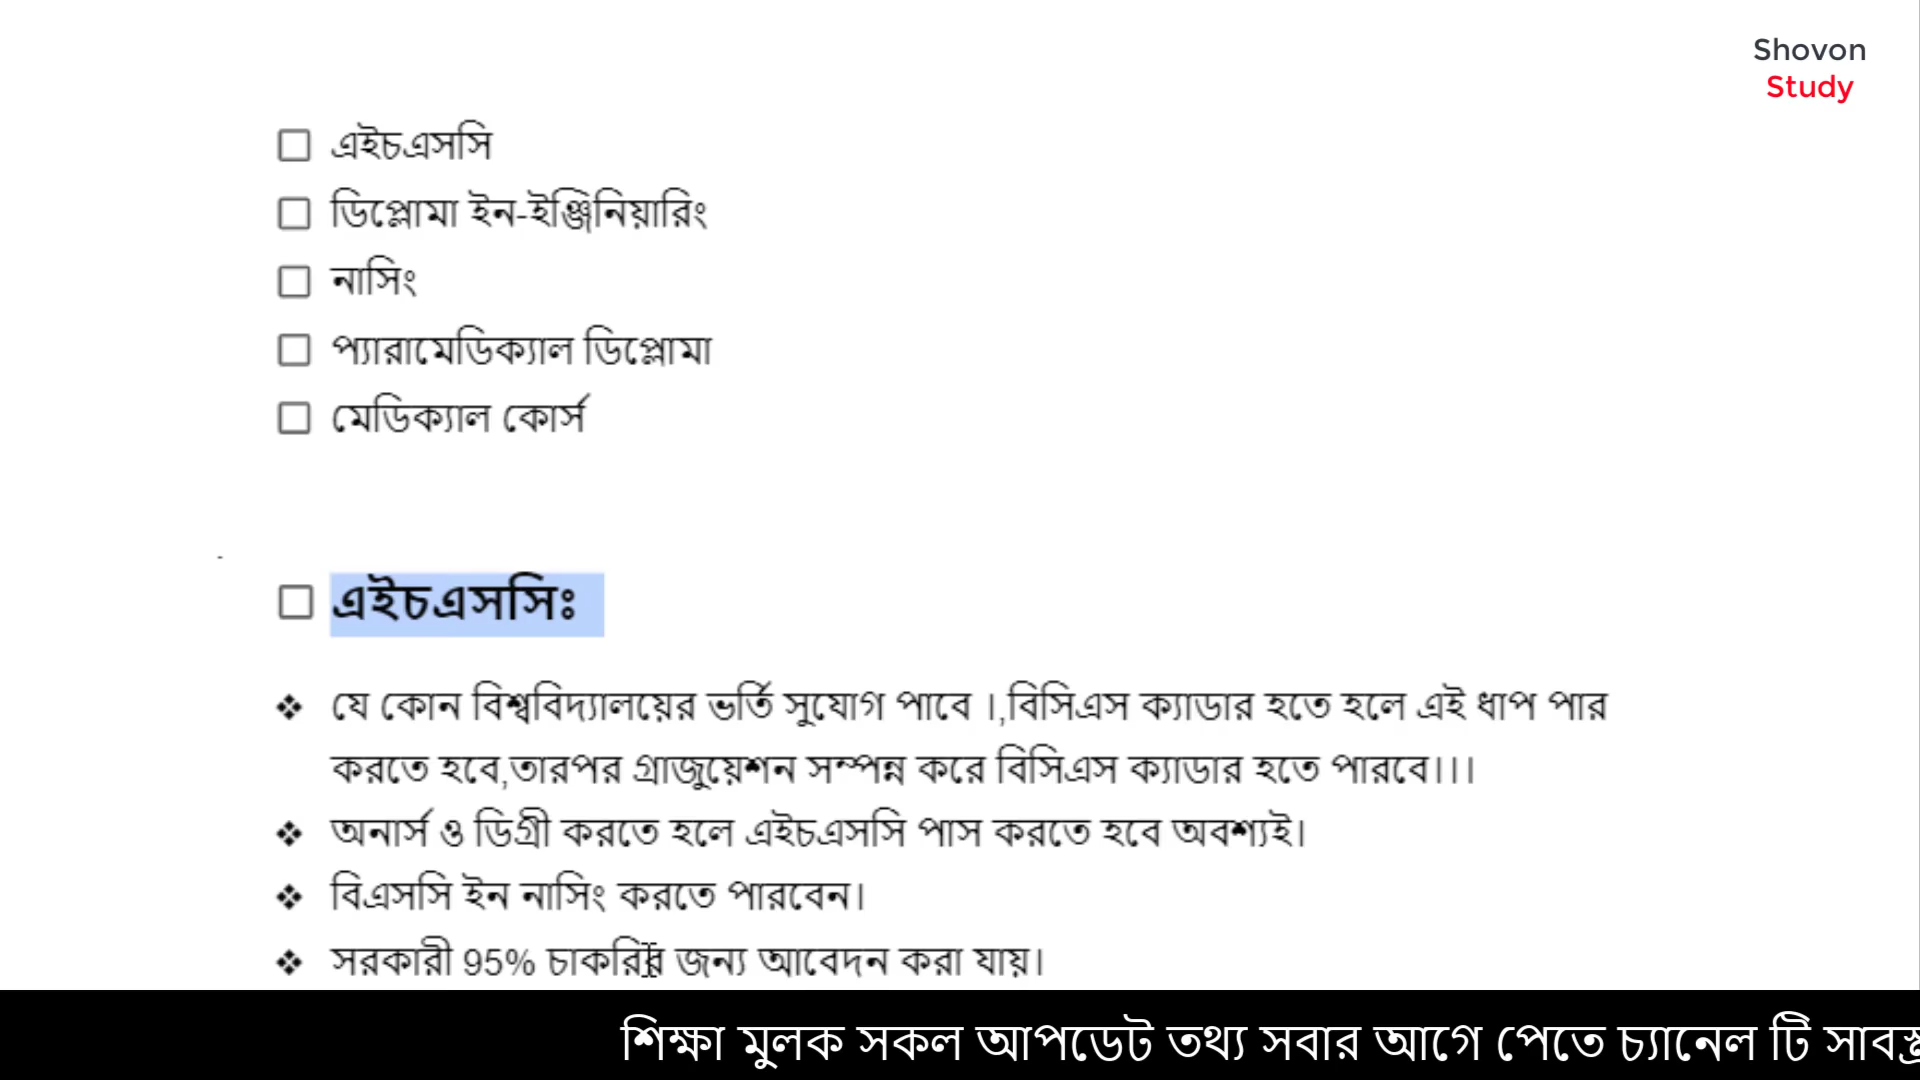 Shovon
Study
এইচএসসি
ডিপ্লোমা ইন-ইঞ্জিনিয়ারিং
নাসিং
প্যারামেডিক্যাল ডিপ্লোমা
মেডিক্যাল কোর্স
এইচএসসিঃ
যে কোন বিশ্ববিদ্যালয়ের ভর্তি সুযোগ পাবে ।,বিসিএস ক্যাডার হতে হলে এই ধাপ পার
করতে হবে,তারপর গ্রাজুয়েশন সম্পন্ন করে বিসিএস ক্যাডার হতে পারবে।।।
অনার্স ও ডিগ্রী করতে হলে এইচএসসি পাস করতে হবে অবশ্যই।
বিএসসি ইন নাসিং করতে পারবেন।
সরকারী 95% চাকরির জন্য আবেদন করা যায়।
শিক্ষা মুলক সকল আপডেট তথ্য সবার আগে পেতে চ্যানেল টি